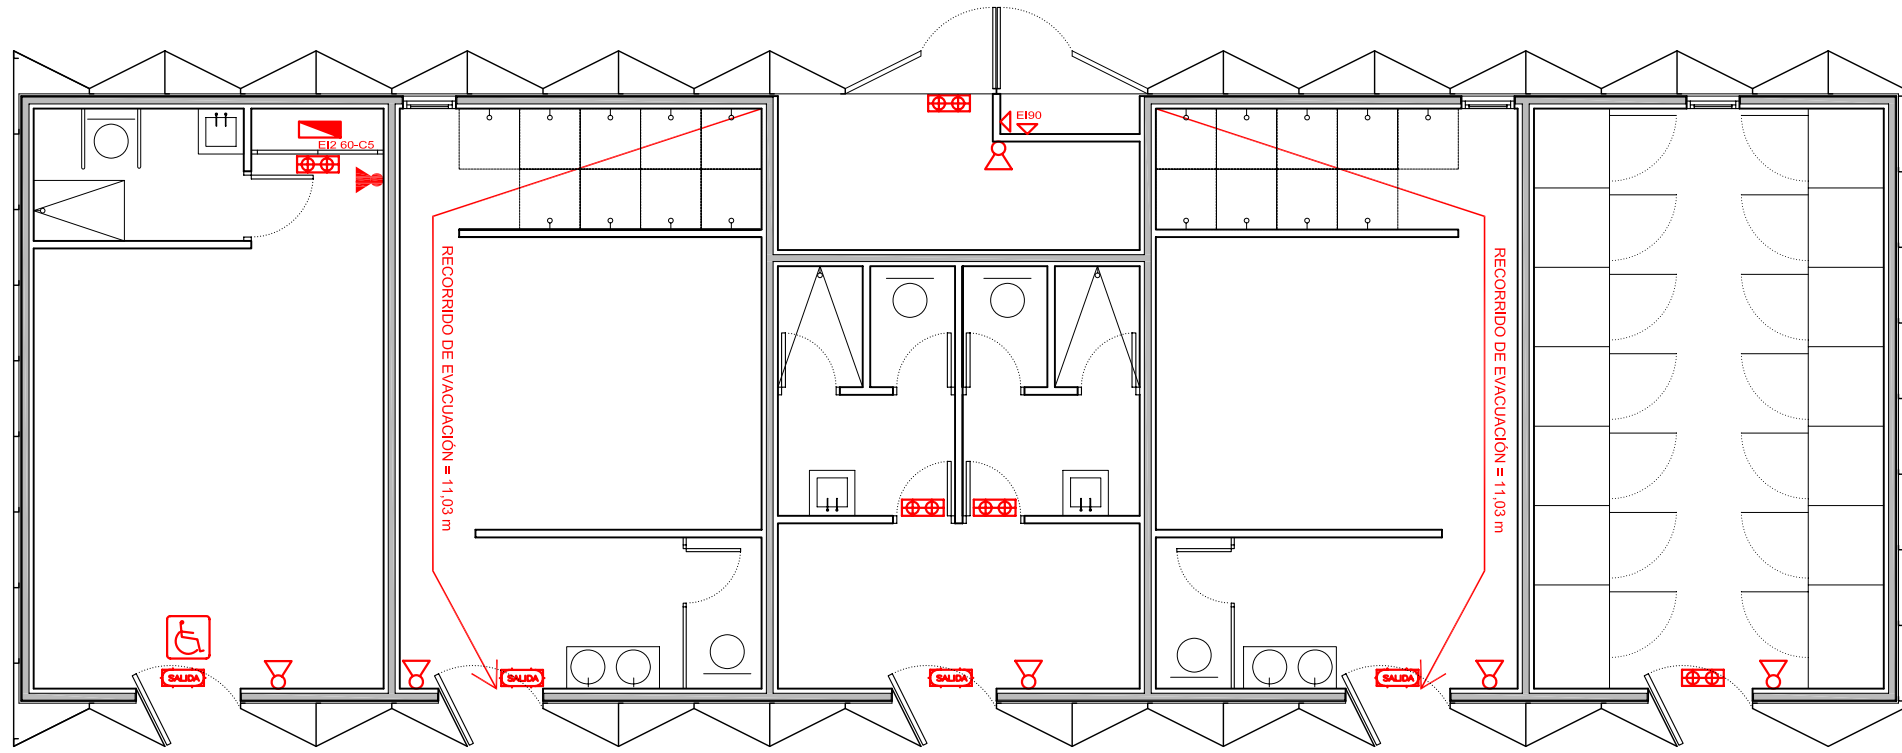 EI90
EI2 60-C5
RECORRIDO DE EVACUACIÓN = 11,03 m
RECORRIDO DE EVACUACIÓN = 11,03 m
SALIDA
SALIDA
SALIDA
SALIDA